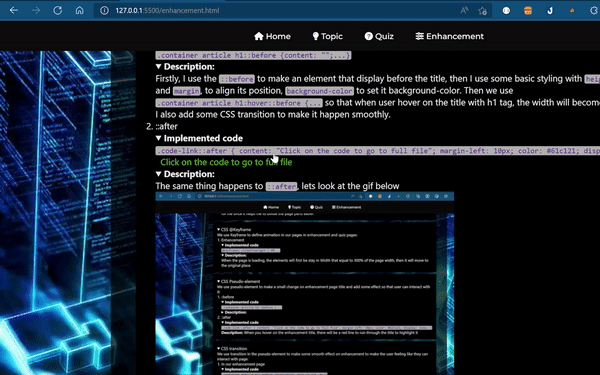 127.0.0.1:5500/enhancement.html
Home Topic Quiz Enhancement
.container article h1::before {content: "";...}
▼ Description:
Firstly, I use the ::before to make an element that display before the title, then I use some basic styling with
and margin, to align its position, background-color to set it background-color. Then we use
.container article h1:hover::before {... so that when user hover on the title with h1 tag, the width will become
I also add some CSS transition to make it happen smoothly.
2. ::after
▼ Implemented code
.code-link::after { content: "Click on the code to go to full file"; margin-left: 10px; color: #61c121; disp
Click on the code to go to full file
▼ Description:
The same thing happens to ::after, lets look at the gif below
Home Topic Quiz Enhancement
▼ CSS @Keyframe
We use Keyframe to define animation in our pages in enhancement and quiz pages.
1. Enhancement
▼ Implemented code
▼ Description:
When the page is loading, the elements will first be stay in Width that equal to 300% of the page width, then it will move to
the original place
▼ CSS Pseudo-element
We use pseudo-element to make a small change on enhancement page title and add some effect so that user can interact with
it
1. ::before
▼ Implemented code
▶ Description:
2. ::after
▼ Implemented code
Description: When you hover on the enhancement title, there will be a red line to run through the title to highlight it
▼ CSS transition
We use transition in the pseudo-element to make some smooth effect on enhancement to make the user feeling like they can
interact with page
1. In our enhancement page
▼ Implemented code